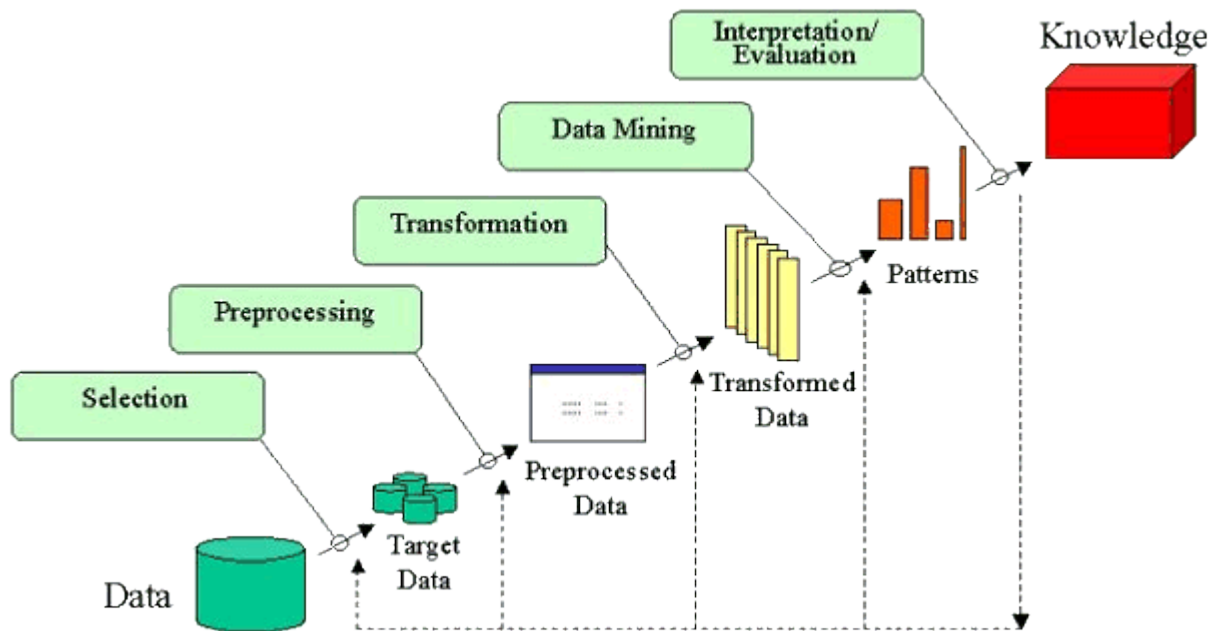 Interpretation/
Evaluation
Knowledge
Data Mining
Transformation
Patterns
Preprocessing
Transformed
Data
Selection
Preprocessed
Data
Target
Data
Data